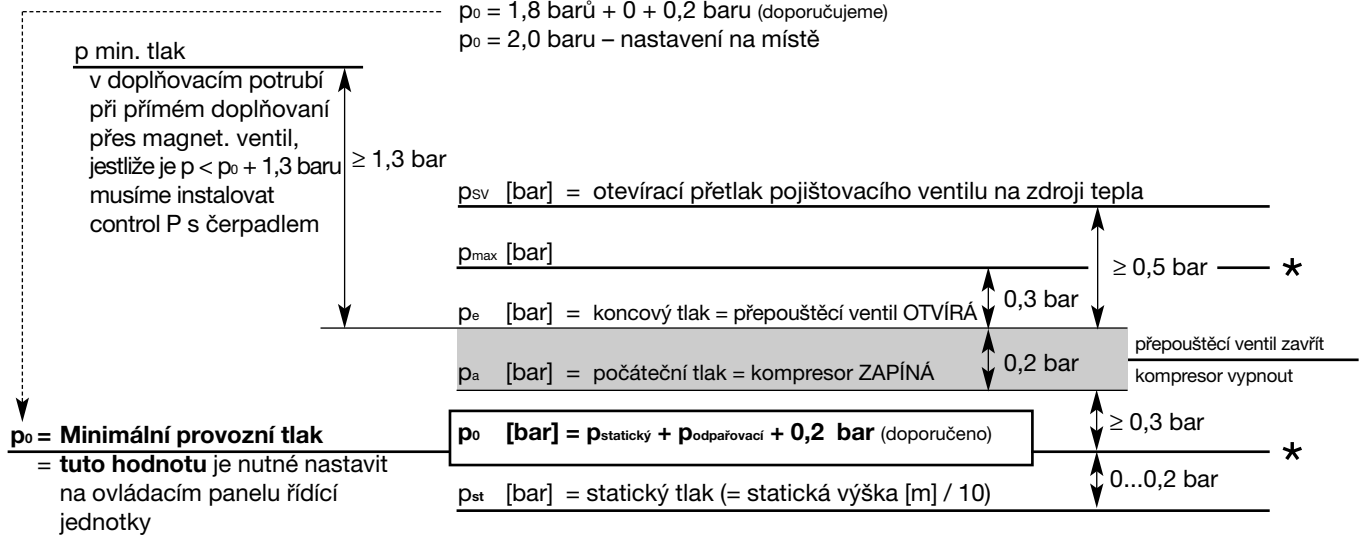 p₀ = 1,8 barů + 0 + 0,2 baru (doporučujeme)
p₀ = 2,0 baru – nastavení na místě
p min. tlak
v doplňovacím potrubí
při přímém doplňovaní
přes magnet. ventil,
jestliže je p < p₀ + 1,3 baru
musíme instalovat
control P s čerpadlem
≥ 1,3 bar
pSV [bar] = otevírací přetlak pojištovacího ventilu na zdroji tepla
pmax [bar]
≥ 0,5 bar *
0,3 bar
pe [bar] = koncový tlak = přepouštěcí ventil OTVÍRÁ
přepouštěcí ventil zavřít
0,2 bar
pa [bar] = počáteční tlak = kompresor ZAPÍNÁ
kompresor vypnout
≥ 0,3 bar
p₀ = Minimální provozní tlak
= tuto hodnotu je nutné nastavit
na ovládacím panelu řídící
jednotky
p₀ [bar] = pstatický + podpařovací + 0,2 bar (doporučeno)
*
0...0,2 bar
pst [bar] = statický tlak (= statická výška [m] / 10)